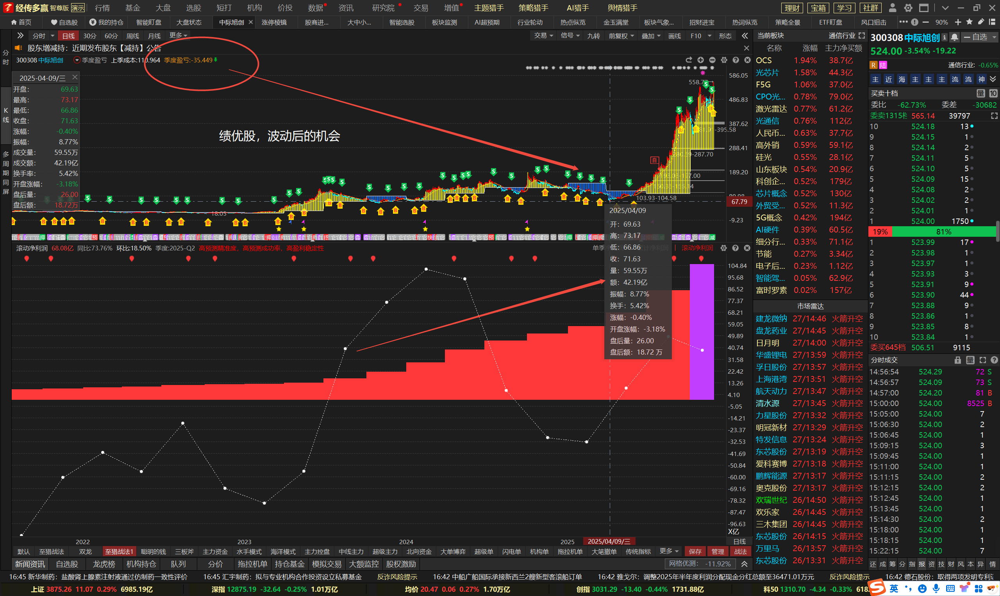 经传多赢 智尊版 演示 行情 基金 大盘 选股 短打 机构 价投 数据 资讯 研究院 交易 增值 主题猎手 策略猎手 AI猎手 舆情猎手 理财 宝箱 学习 社群
首页 自选股 我的持仓 智能盯盘 大盘状态 中际旭创 涨停棱镜 股商进... 大中小... 智能选股 板块监测 AI超预期 行业轮动 热点纵览 金玉满堂 板块气象... 招财进宝 热词纵览 策略全景 ETF盯盘 风口狙击 90%
分时 日线 30分 60分 周线 月线 更多 交易 信号 九转 前复权 叠加 画线 F10 形态
股东增减持：近期发布股东【减持】公告
300308 中际旭创 季度盈亏 上季成本:110.964 季度盈亏:-35.449
分时
K线
多周期同屏
2025-04-09/三
开盘: 69.63
最高: 73.17
最低: 66.86
收盘: 71.63
涨幅: -0.40%
振幅: 8.77%
成交量: 59.55万
成交额: 42.19亿
换手率: 5.42%
开盘涨幅: -3.18%
盘后量: 26.00
盘后额: 18.72万
绩优股，波动后的机会
586.05
486.83
387.62
288.41
189.20
67.79
-9.23
103.93-104.58
18.05
2025/04/09
开: 69.63
高: 73.17
低: 66.86
收: 71.63
量: 59.55万
额: 42.19亿
振幅: 8.77%
换手: 5.42%
涨幅: -0.40%
开盘涨幅: -3.18%
盘后量: 26.00
盘后额: 18.72 万
滚动净利润 68.08亿 同比:73.76% 环比:18.50% 季度:2025-Q2 高预测精准度，高预测成功率，高盈利稳定性
滚动净利润
104.84
95.68
86.52
77.37
68.21
59.05
49.89
40.74
31.58
22.42
13.26
4.10
-5.05
-14.21
-23.37
-32.53
-41.69
-50.84
-60.00
-69.16
-78.32
-87.47
-96.63
X亿
2022 2023 2024 2025 2025/04/09/三 日线
默认 至猎战法 双龙 至猎战法1 聪明的钱 三板斧 主力资金 水手模式 海洋模式 主力控盘 中线主力 超级主力 北向资金 大单博弈 超级单 闪电单 机构单 拖拉机单 大笔撤单 传统指标 更多 保存 管理 战法
新闻资讯 自选股 龙虎榜 机构持仓 队列 分价 拖拉机单 持仓基金 模拟交易 大额监控 股权激励 网格优测: -11.92%
当前板块 通信行业
名称 涨幅 主力净买额
OCS 1.94% 38.7亿
光芯片 1.58% 44.3亿
F5G 1.06% 37.0亿
CPO光... 0.78% 79.0亿
激光雷达 0.77% 61.2亿
光通信 0.76% 112亿
人民币... 0.63% 37.7亿
高外销 0.59% 59.1亿
硅光 0.55% 28.1亿
山东板块 0.54% 20.9亿
科创企... 0.52% 179亿
芯片概念 0.52% 130亿
外贸受... 0.52% 11.3亿
5G概念 0.42% 194亿
AI硬件 0.39% 60.5亿
细分行... 0.33% 71.1亿
节能 0.27% 3.34亿
电子后... 0.23% 1.12亿
智能驾... 0.05% 62.9亿
富时罗素 0.02% 157亿
市场雷达
建龙微纳 27/14:46 火箭升空
盘龙药业 27/14:45 火箭升空
日月明 27/14:00 火箭升空
华盛锂电 27/13:59 火箭升空
孚日股份 27/13:57 火箭升空
上海港湾 27/13:51 火箭升空
航天动力 27/13:47 火箭升空
清水源 27/13:45 火箭升空
力星股份 27/13:32 火箭升空
明冠新材 27/13:29 火箭升空
特发信息 27/13:24 火箭升空
东芯股份 27/13:19 火箭升空
爱科赛博 27/13:18 火箭升空
鹏辉能源 27/13:17 火箭升空
奥克股份 27/13:17 火箭升空
欢瑞世纪 26/14:50 火箭升空
欢乐家 26/14:45 火箭升空
三木集团 26/14:45 火箭升空
东芯股份 26/14:15 火箭升空
万里马 26/13:57 火箭升空
东芯股份 26/13:31 火箭升空
300308 中际旭创 自选
524.00 -3.54% -19.22
R 陆 通信行业: -0.65%
主 近 海 主 主 主 流 流 神
买卖十档 量 10
委比 -62.73% 委差 -30682
委卖1315档 565.14 39797
10 524.18 13
9 524.15 1
8 524.14 2
7 524.11 5
6 524.10 5
5 524.09 15
4 524.08 2
3 524.02 2
2 524.01 1
1 524.00 1750
19% 81%
1 523.99 17
2 523.98 1
3 523.97 1
4 523.93 3
5 523.91 9
6 523.90 44
7 523.88 9
8 523.86 1
9 523.85 8
10 523.84 1
委买645档 506.51 9115
分时成交 量
14:56:54 524.29 72 S
14:56:57 524.09 73 S
14:57:00 524.20 81 B
15:00:00 524.00 8525 B
15:05:00 524.00 7
15:06:30 524.00 2
15:06:45 524.00 1
15:09:15 524.00 3
15:09:45 524.00 1
15:11:00 524.00 1
15:11:15 524.00 2
15:12:15 524.00 2
15:12:45 524.00 1
15:13:45 524.00 1
15:14:30 524.00 2
15:18:00 524.00 1
15:18:15 524.00 1
15:22:15 524.00 7
还 成 筹 分 指 报 资 技 财 风 本 异 情
16:45 新华制药：盐酸肾上腺素注射液通过仿制药一致性评价 16:45 汇宇制药：拟与专业机构合作投资设立私募基金 反诈风险提示 16:42 中船广船国际承接新西兰2艘新型客滚船订单 16:42 雅戈尔：调整2025年半年度利润分配现金分红总额至36471.01万元 反诈风险提示 16:42 德石股份：取得两项发明专利
上证 3875.26 11.07 0.29% 6985.19亿 深指 12875.19 -32.64 -0.25% 1.01万亿 均价 20.47 0.06 0.27% 1.70万亿 创指 3031.29 -13.40 -0.44% 1731.88亿 科50 1310.70 -4.34 -0.33% 英